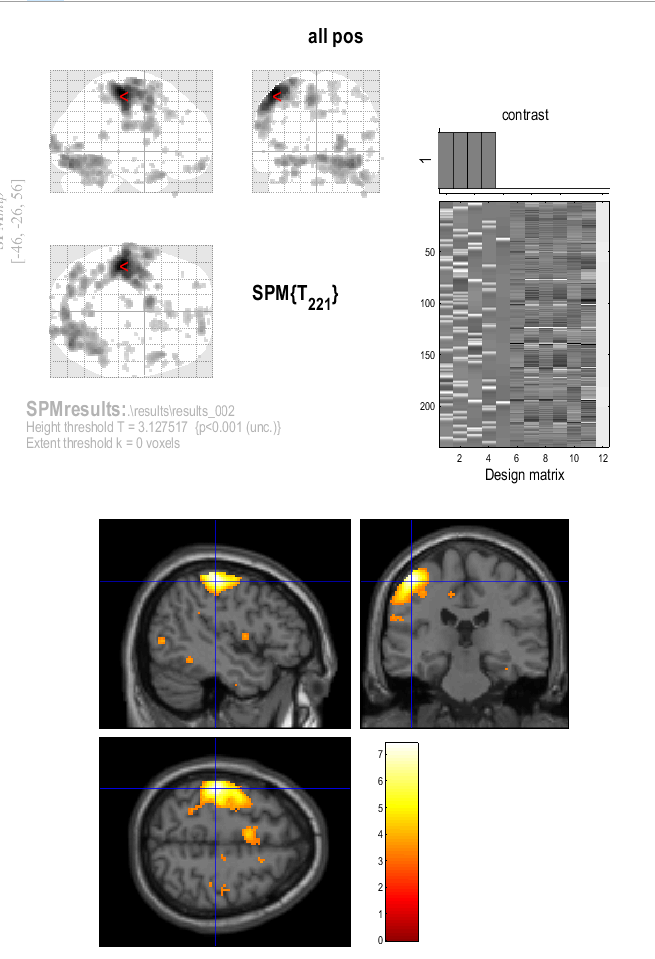 all pos
[-46, -26, 56]
<
<
<
SPM{T221}
SPMresults: .\results\results_002
Height threshold T = 3.127517 {p<0.001 (unc.)}
Extent threshold k = 0 voxels
contrast
1
50
100
150
200
2 4 6 8 10 12
Design matrix
7
6
5
4
3
2
1
0